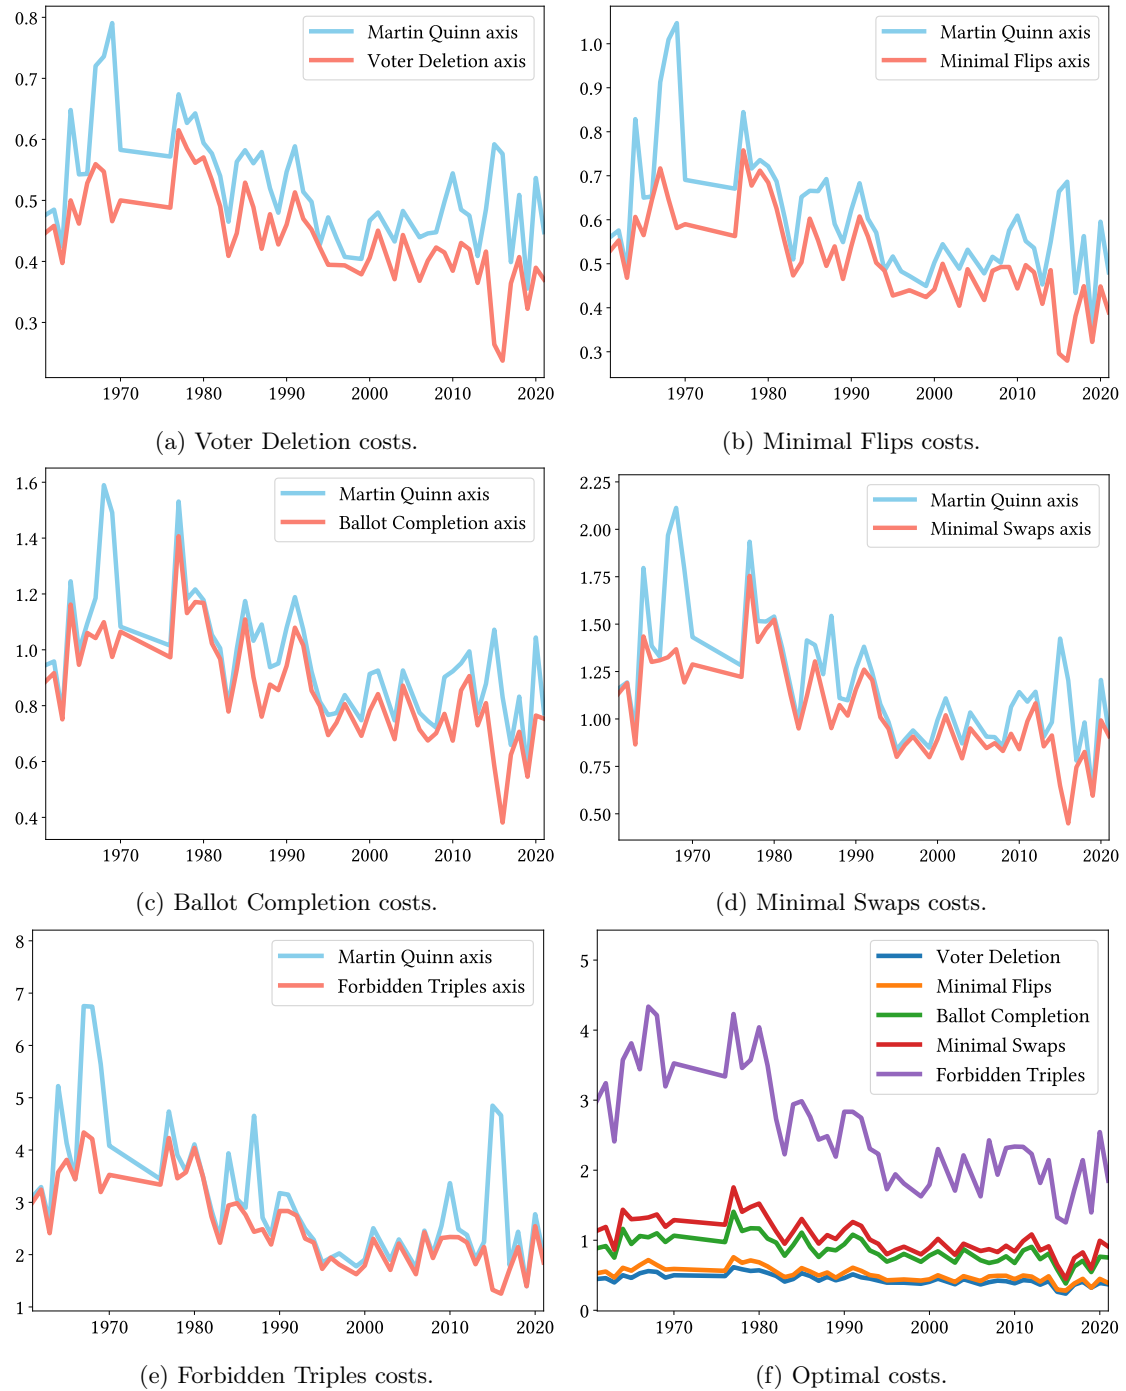 Martin Quinn axis
Voter Deletion axis
0.8
0.7
0.6
0.5
0.4
0.3
1970 1980 1990 2000 2010 2020
(a) Voter Deletion costs.
Martin Quinn axis
Minimal Flips axis
1.0
0.9
0.8
0.7
0.6
0.5
0.4
0.3
1970 1980 1990 2000 2010 2020
(b) Minimal Flips costs.
Martin Quinn axis
Ballot Completion axis
1.6
1.4
1.2
1.0
0.8
0.6
0.4
1970 1980 1990 2000 2010 2020
(c) Ballot Completion costs.
Martin Quinn axis
Minimal Swaps axis
2.25
2.00
1.75
1.50
1.25
1.00
0.75
0.50
1970 1980 1990 2000 2010 2020
(d) Minimal Swaps costs.
Martin Quinn axis
Forbidden Triples axis
8
7
6
5
4
3
2
1
1970 1980 1990 2000 2010 2020
(e) Forbidden Triples costs.
Voter Deletion
Minimal Flips
Ballot Completion
Minimal Swaps
Forbidden Triples
5
4
3
2
1
0
1970 1980 1990 2000 2010 2020
(f) Optimal costs.